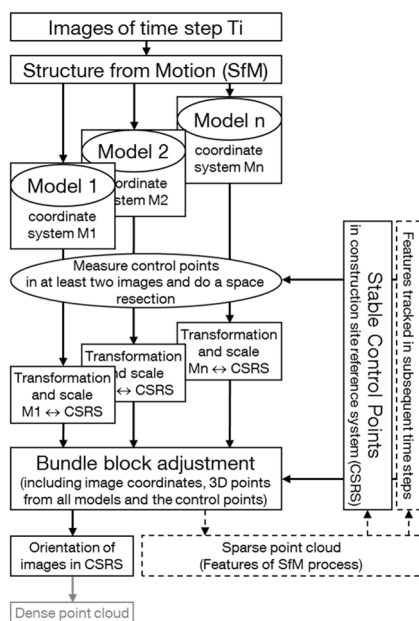 Images of time step Ti
Structure from Motion (SfM)
Model n
coordinate
system Mn
Model 2
ordinate
stem M2
Model 1
coordinate
system M1
Measure control points
in at least two images and do a space
resection
Transformation
and scale
Mn ↔ CSRS
Transformation
nd scale
↔ CSRS
Transformation
and scale
M1 ↔ CSRS
Stable Control Points
in construction site reference system (CSRS)
Features tracked in subsequent time steps
Bundle block adjustment
(including image coordinates, 3D points
from all models and the control points)
Orientation of
images in CSRS
Sparse point cloud
(Features of SfM process)
Dense point cloud